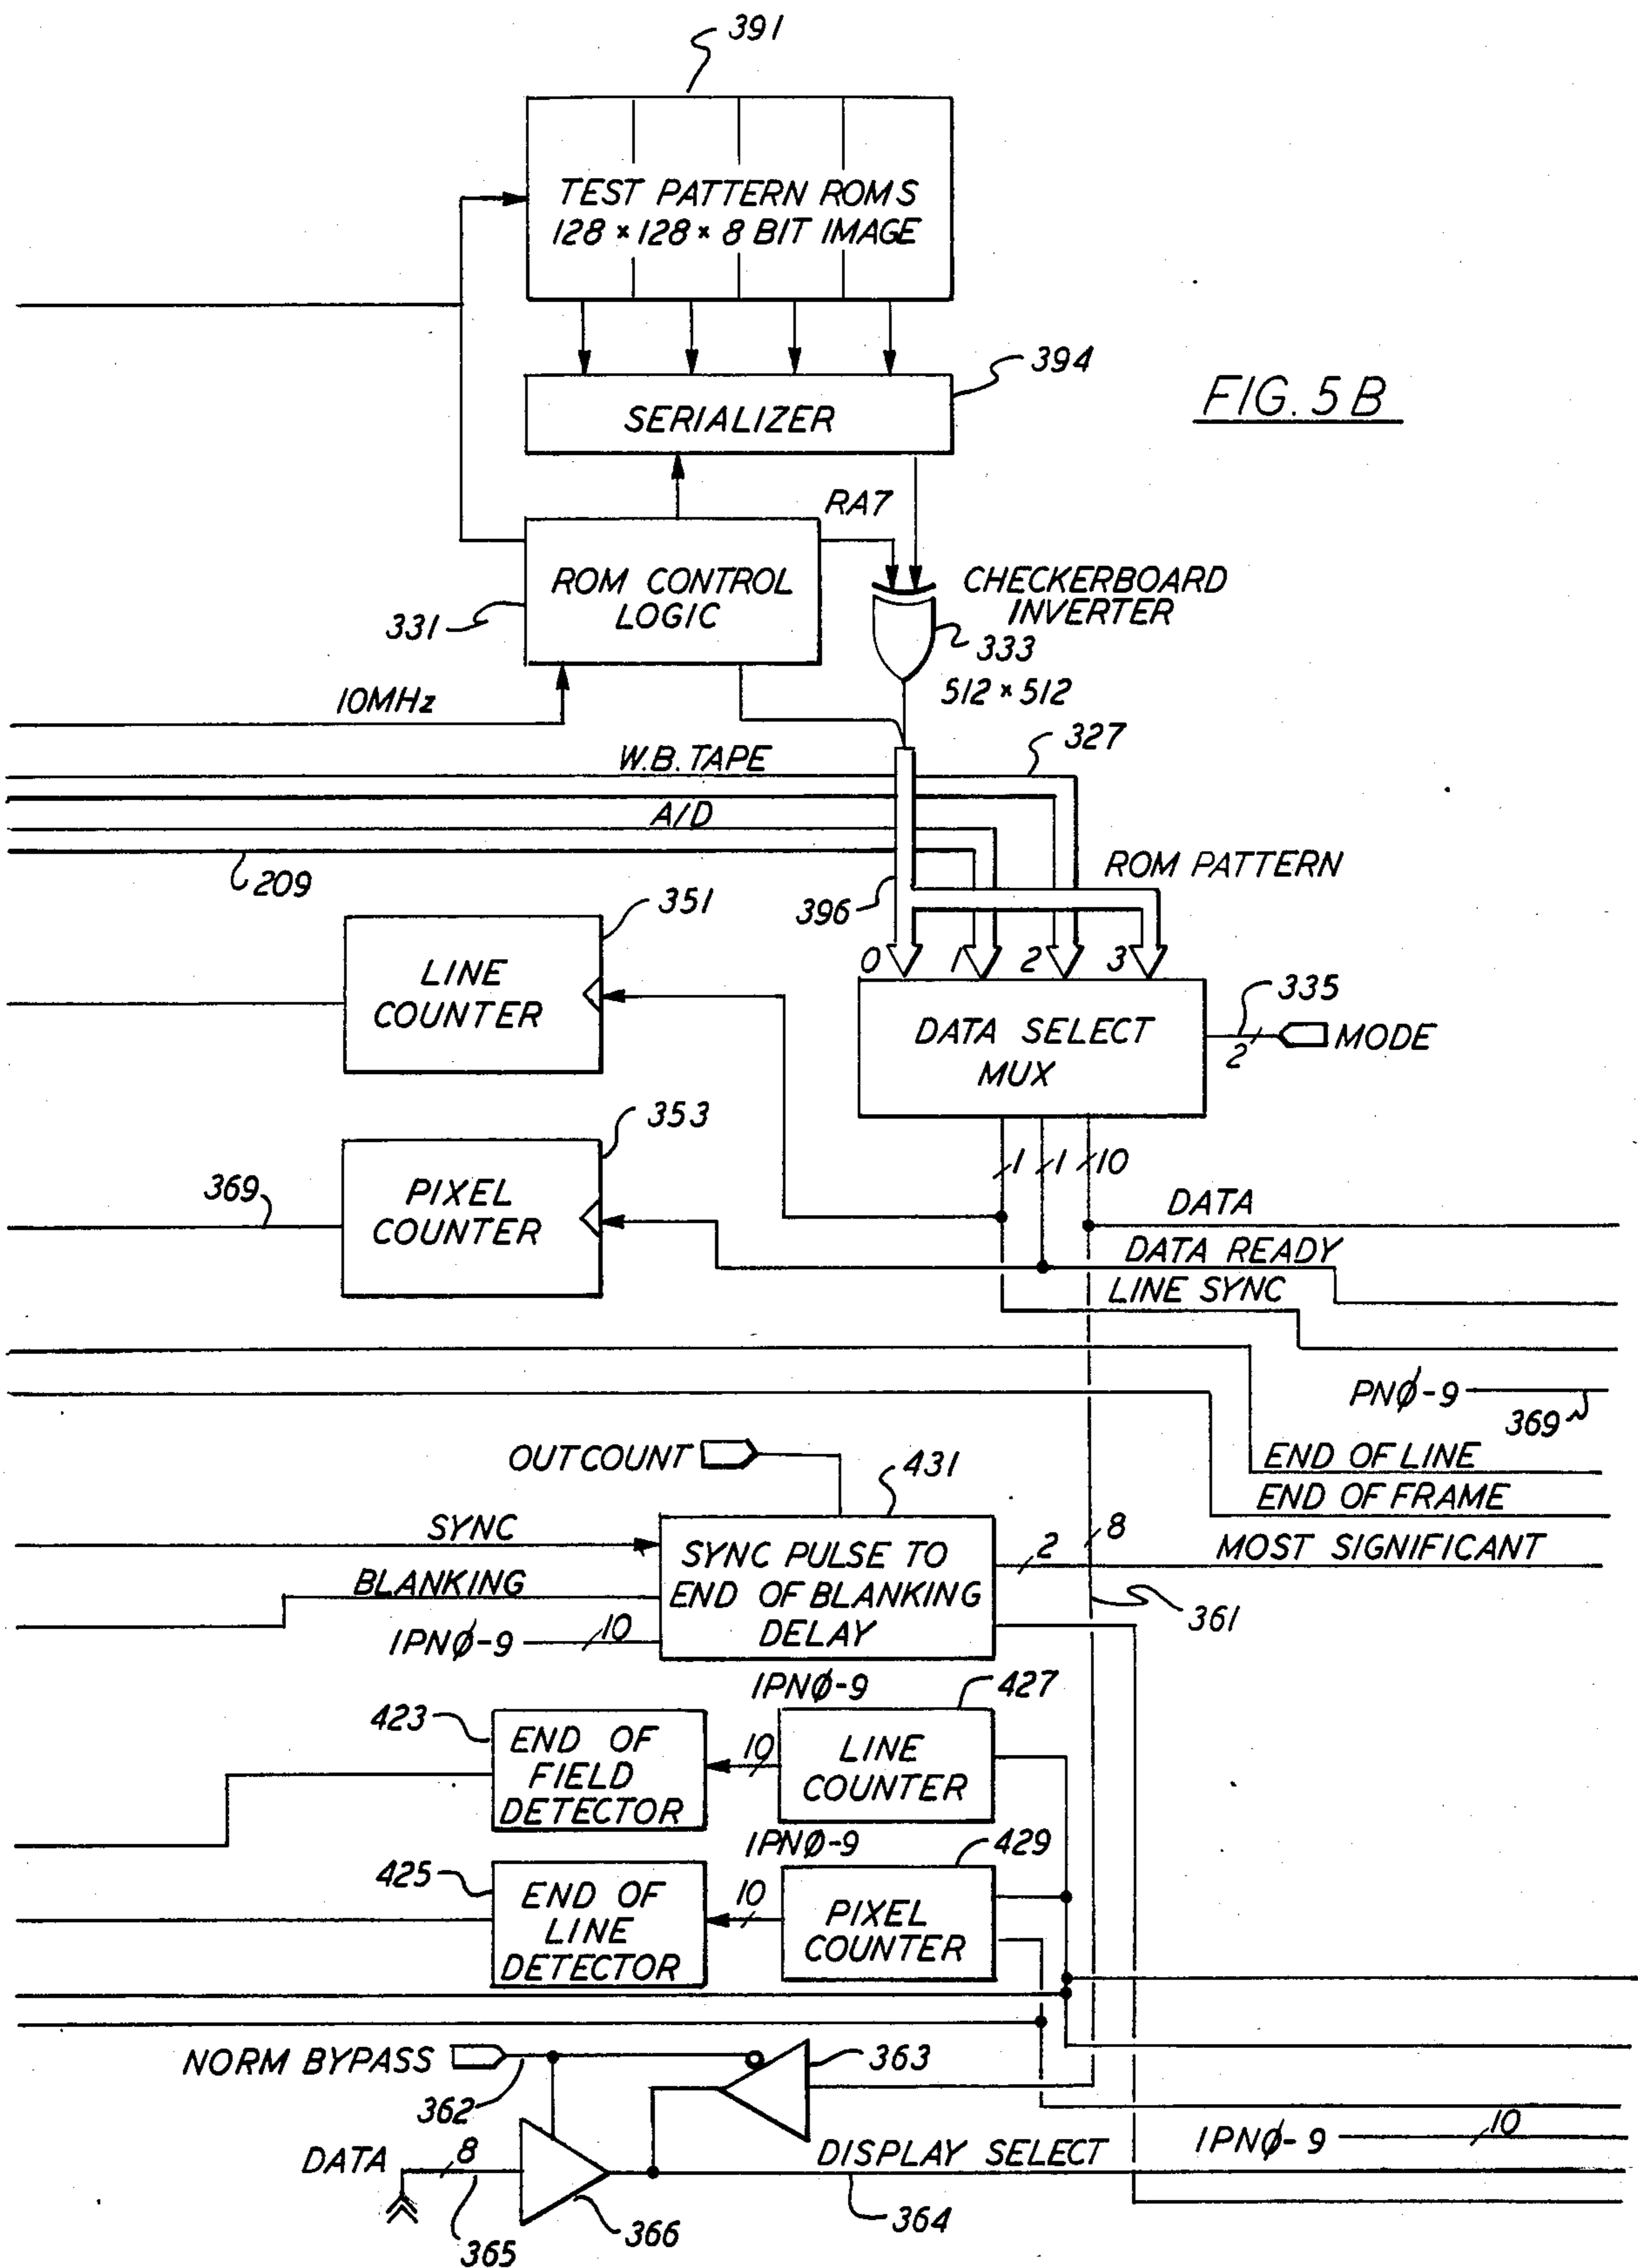 391
TEST PATTERN ROMS
128 × 128 × 8 BIT IMAGE
394
SERIALIZER
FIG. 5B
RA7
ROM CONTROL
LOGIC
331
CHECKERBOARD
INVERTER
333
512 × 512
10MHz
W.B. TAPE
327
A/D
209
ROM PATTERN
396
351
LINE
COUNTER
0
1
2
3
DATA SELECT
MUX
335
2
MODE
353
369
PIXEL
COUNTER
1
1
10
DATA
DATA READY
LINE SYNC
PNØ-9
369
OUTCOUNT
431
END OF LINE
END OF FRAME
SYNC
SYNC PULSE TO
END OF BLANKING
DELAY
2
8
MOST SIGNIFICANT
BLANKING
361
IPNØ-9
10
IPNØ-9
427
423
END OF
FIELD
DETECTOR
10
LINE
COUNTER
IPNØ-9
429
425
END OF
LINE
DETECTOR
10
PIXEL
COUNTER
NORM BYPASS
362
363
DATA
8
365
366
DISPLAY SELECT
364
IPNØ-9
10